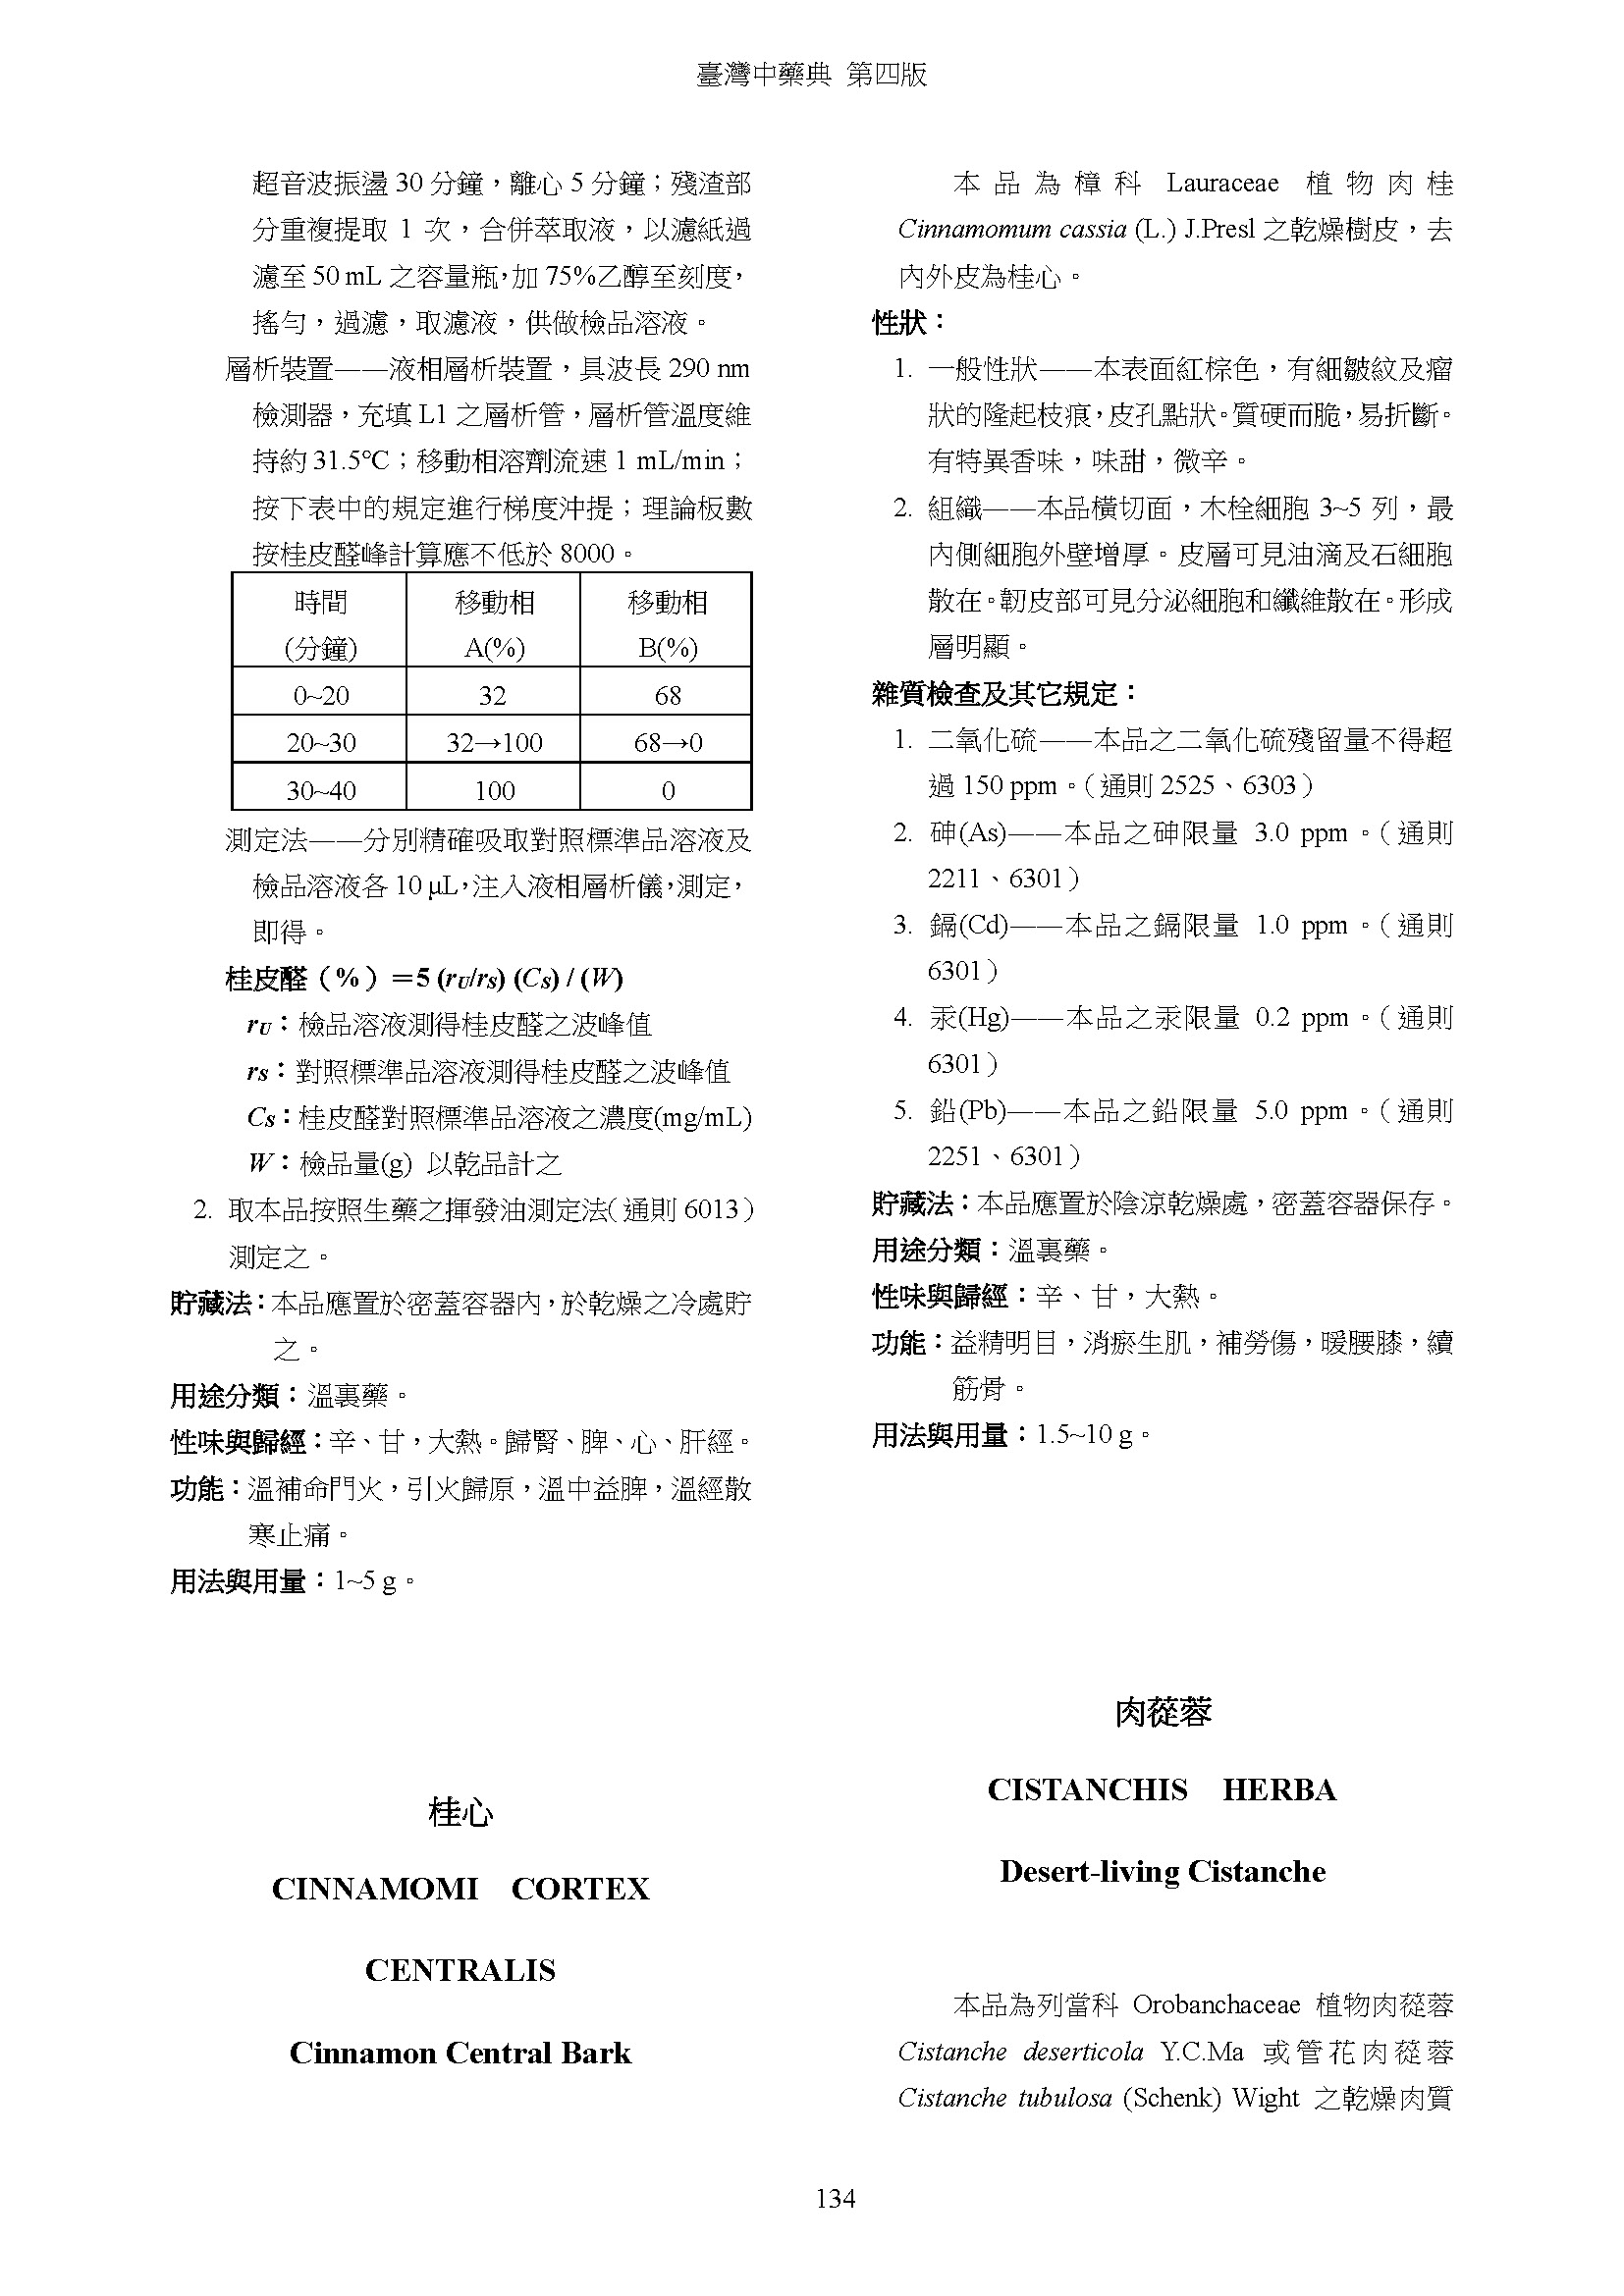 臺灣中藥典 第四版
超音波振盪 30 分鐘，離心 5 分鐘；殘渣部
分重複提取 1 次，合併萃取液，以濾紙過
濾至 50 mL 之容量瓶，加 75%乙醇至刻度，
搖勻，過濾，取濾液，供做檢品溶液。
層析裝置——液相層析裝置，具波長 290 nm
檢測器，充填 L1 之層析管，層析管溫度維
持約 31.5℃；移動相溶劑流速 1 mL/min；
按下表中的規定進行梯度沖提；理論板數
按桂皮醛峰計算應不低於 8000。
時間 移動相 移動相
(分鐘) A(%) B(%)
0~20 32 68
20~30 32→100 68→0
30~40 100 0
測定法——分別精確吸取對照標準品溶液及
檢品溶液各 10 μL，注入液相層析儀，測定，
即得。
桂皮醛（%）＝5 (rU/rS) (CS) / (W)
rU：檢品溶液測得桂皮醛之波峰值
rS：對照標準品溶液測得桂皮醛之波峰值
CS：桂皮醛對照標準品溶液之濃度(mg/mL)
W：檢品量(g) 以乾品計之
2. 取本品按照生藥之揮發油測定法（通則 6013）
測定之。
貯藏法：本品應置於密蓋容器內，於乾燥之冷處貯
之。
用途分類：溫裏藥。
性味與歸經：辛、甘，大熱。歸腎、脾、心、肝經。
功能：溫補命門火，引火歸原，溫中益脾，溫經散
寒止痛。
用法與用量：1~5 g。
桂心
CINNAMOMI CORTEX
CENTRALIS
Cinnamon Central Bark
本品為樟科 Lauraceae 植物肉桂
Cinnamomum cassia (L.) J.Presl 之乾燥樹皮，去
內外皮為桂心。
性狀：
1. 一般性狀——本表面紅棕色，有細皺紋及瘤
狀的隆起枝痕，皮孔點狀。質硬而脆，易折斷。
有特異香味，味甜，微辛。
2. 組織——本品橫切面，木栓細胞 3~5 列，最
內側細胞外壁增厚。皮層可見油滴及石細胞
散在。韌皮部可見分泌細胞和纖維散在。形成
層明顯。
雜質檢查及其它規定：
1. 二氧化硫——本品之二氧化硫殘留量不得超
過 150 ppm。（通則 2525、6303）
2. 砷(As)——本品之砷限量 3.0 ppm。（通則
2211、6301）
3. 鎘(Cd)——本品之鎘限量 1.0 ppm。（通則
6301）
4. 汞(Hg)——本品之汞限量 0.2 ppm。（通則
6301）
5. 鉛(Pb)——本品之鉛限量 5.0 ppm。（通則
2251、6301）
貯藏法：本品應置於陰涼乾燥處，密蓋容器保存。
用途分類：溫裏藥。
性味與歸經：辛、甘，大熱。
功能：益精明目，消瘀生肌，補勞傷，暖腰膝，續
筋骨。
用法與用量：1.5~10 g。
肉蓯蓉
CISTANCHIS HERBA
Desert-living Cistanche
本品為列當科 Orobanchaceae 植物肉蓯蓉
Cistanche deserticola Y.C.Ma 或管花肉蓯蓉
Cistanche tubulosa (Schenk) Wight 之乾燥肉質
134